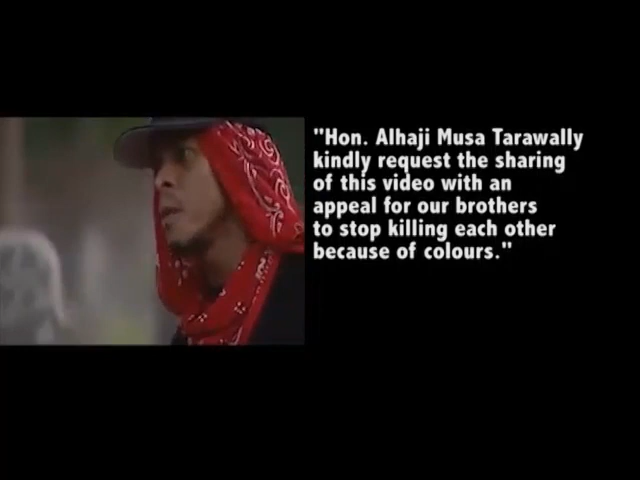 "Hon. Alhaji Musa Tarawally
kindly request the sharing
of this video with an
appeal for our brothers
to stop killing each other
because of colours."